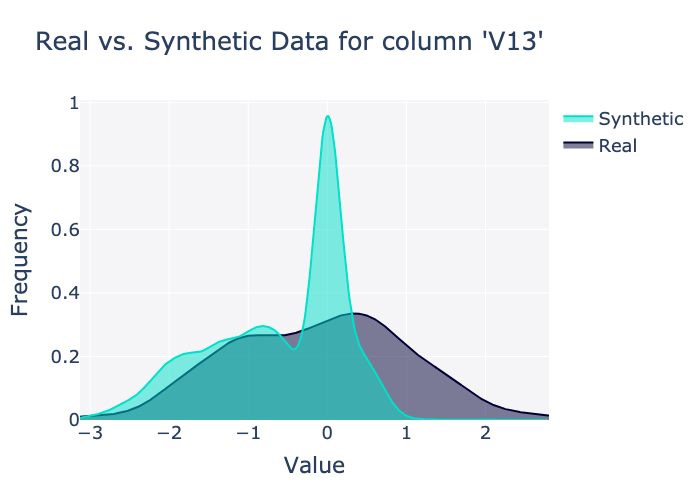 Real vs. Synthetic Data for column 'V13'
Synthetic
Real
Frequency
1
0.8
0.6
0.4
0.2
0
−3 −2 −1 0 1 2
Value